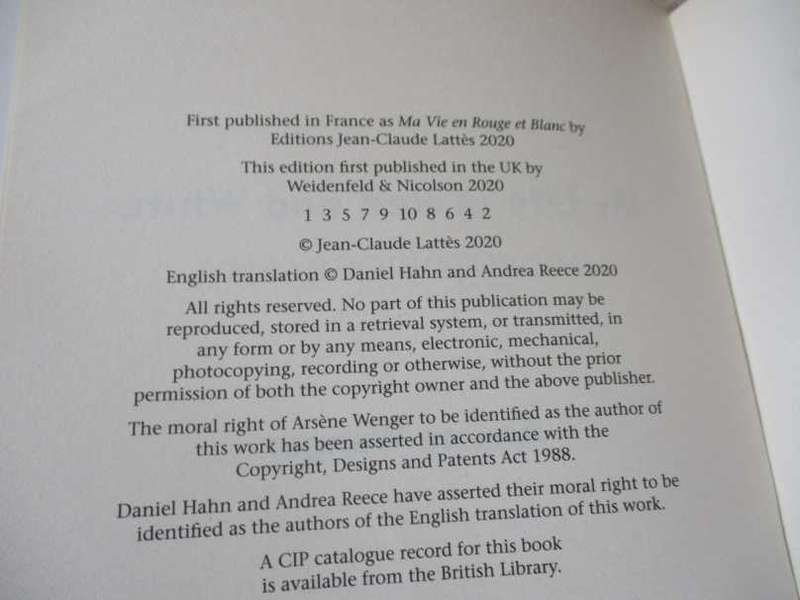 First published in France as Ma Vie en Rouge et Blanc by
Editions Jean-Claude Lattès 2020
This edition first published in the UK by
Weidenfeld & Nicolson 2020
1 3 5 7 9 10 8 6 4 2
© Jean-Claude Lattès 2020
English translation © Daniel Hahn and Andrea Reece 2020
All rights reserved. No part of this publication may be
reproduced, stored in a retrieval system, or transmitted, in
any form or by any means, electronic, mechanical,
photocopying, recording or otherwise, without the prior
permission of both the copyright owner and the above publisher.
The moral right of Arsène Wenger to be identified as the author of
this work has been asserted in accordance with the
Copyright, Designs and Patents Act 1988.
Daniel Hahn and Andrea Reece have asserted their moral right to be
identified as the authors of the English translation of this work.
A CIP catalogue record for this book
is available from the British Library.